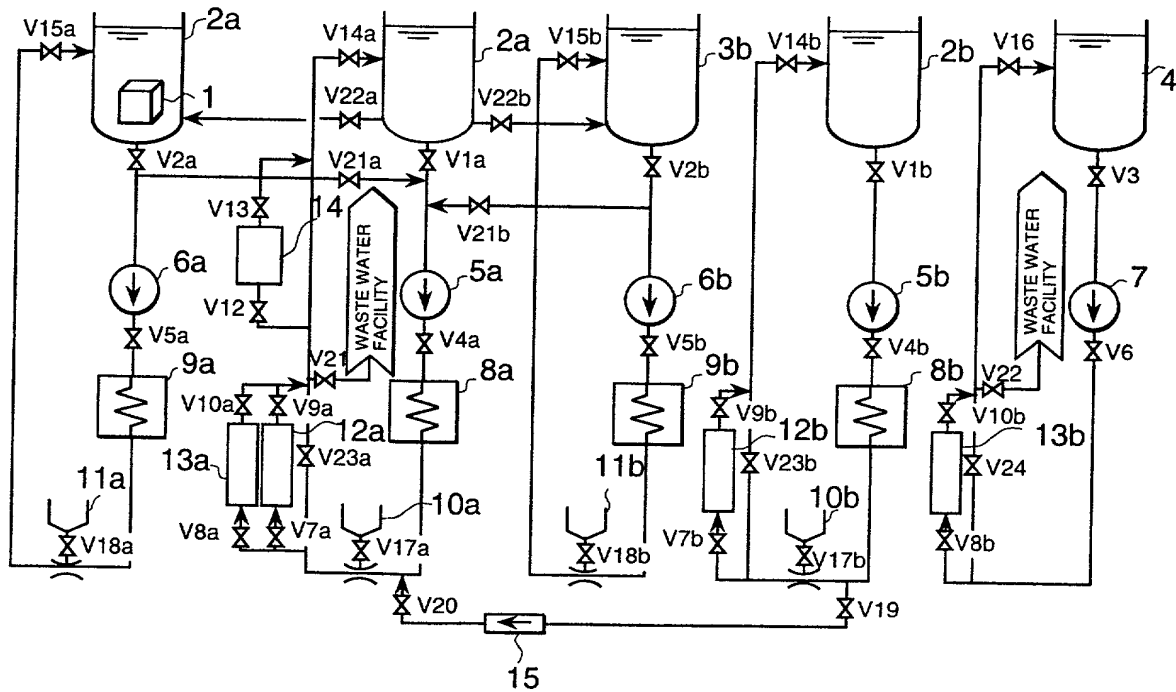 V15a 2a V14a 2a V15b 3b V14b 2b V16 4
1 V22a V22b
V2a V21a V1a V2b V1b V3
V13 14 V21b
6a 5a 6b 5b 7
V12 WASTE WATER FACILITY WASTE WATER FACILITY
V5a V4a V5b V4b V6
V21 V22
9a 8a 9b 8b
V10a V9a V9b V10b
12a 12b 13b
13a V23a V23b V24
11a 10a 11b 10b
V8a V7a V7b V8b
V18a V17a V18b V17b
V20 V19
15